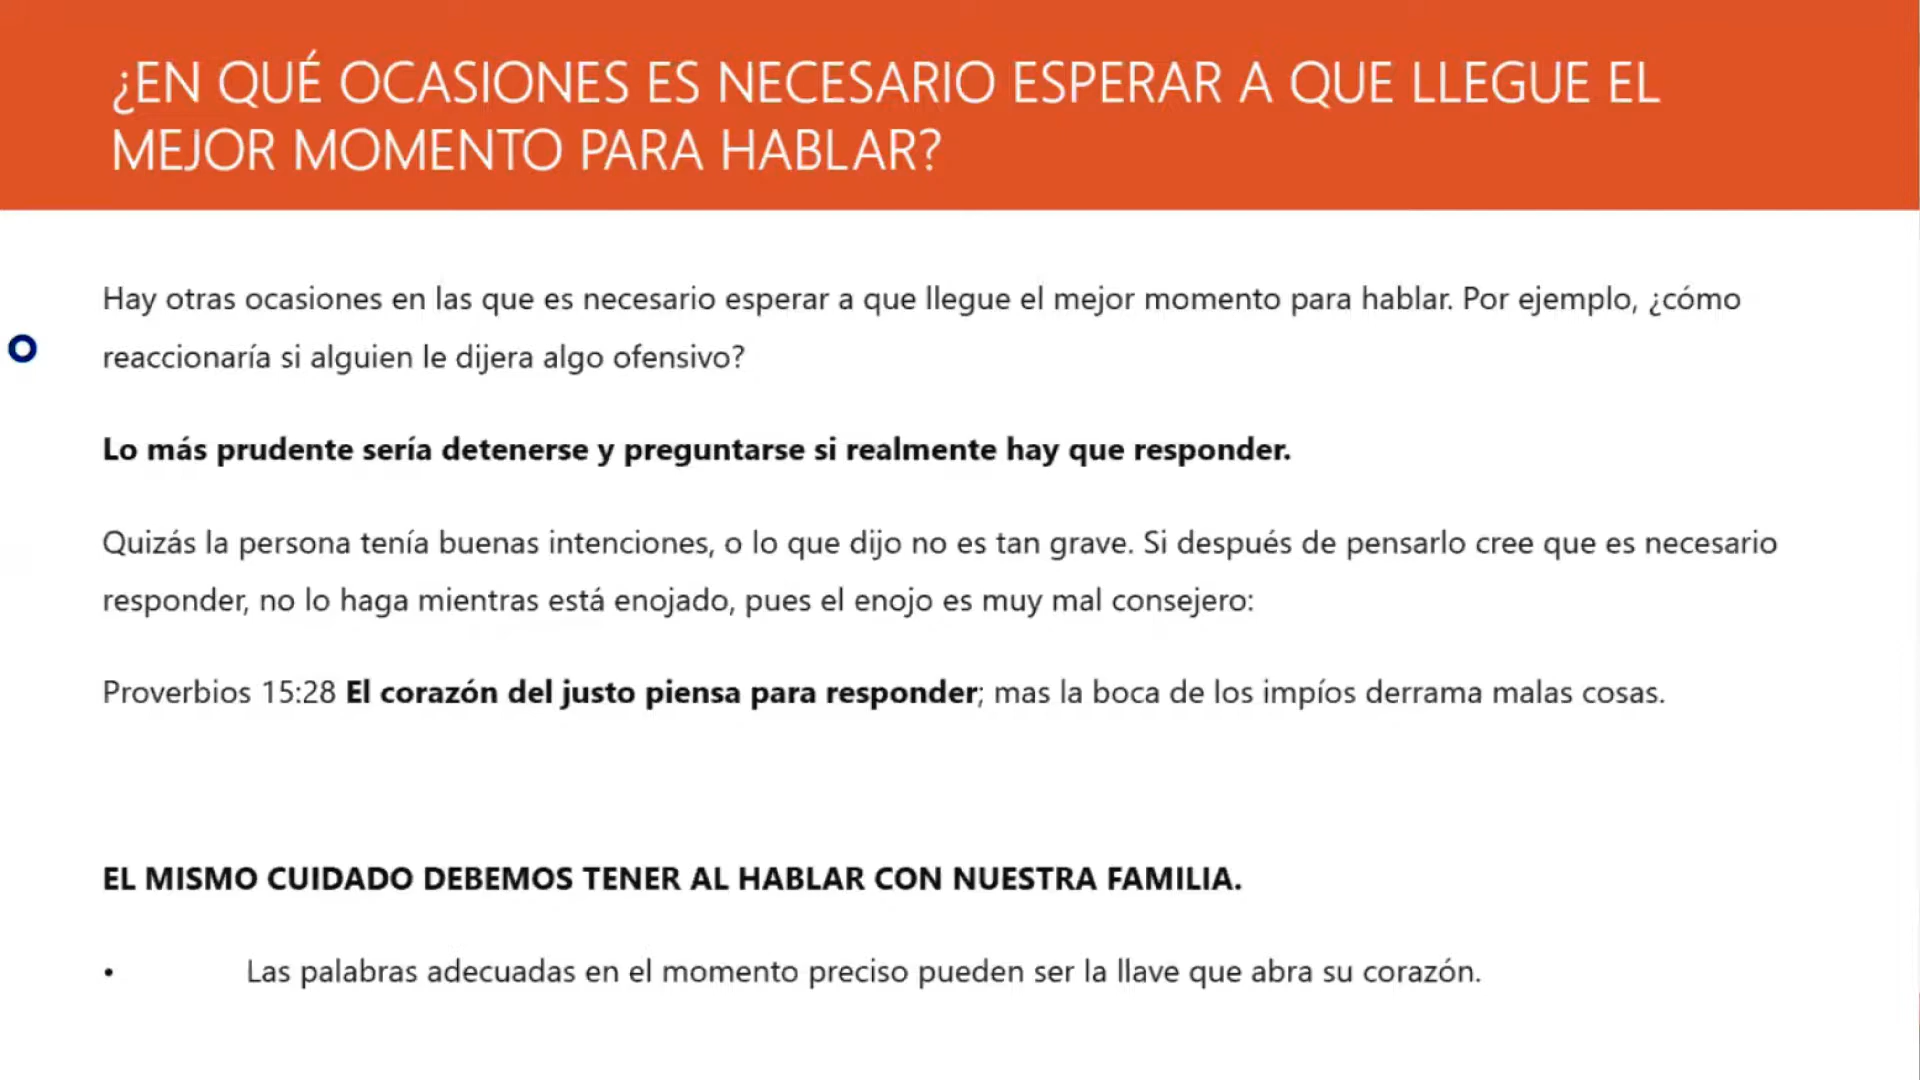 ¿EN QUÉ OCASIONES ES NECESARIO ESPERAR A QUE LLEGUE EL
MEJOR MOMENTO PARA HABLAR?
Hay otras ocasiones en las que es necesario esperar a que llegue el mejor momento para hablar. Por ejemplo, ¿cómo
reaccionaría si alguien le dijera algo ofensivo?
Lo más prudente sería detenerse y preguntarse si realmente hay que responder.
Quizás la persona tenía buenas intenciones, o lo que dijo no es tan grave. Si después de pensarlo cree que es necesario
responder, no lo haga mientras está enojado, pues el enojo es muy mal consejero:
Proverbios 15:28 El corazón del justo piensa para responder; mas la boca de los impíos derrama malas cosas.
EL MISMO CUIDADO DEBEMOS TENER AL HABLAR CON NUESTRA FAMILIA.
• Las palabras adecuadas en el momento preciso pueden ser la llave que abra su corazón.